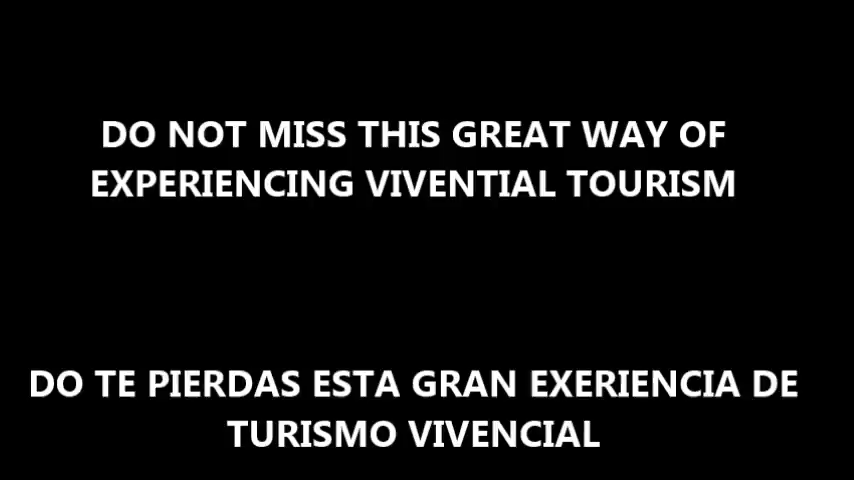 DO NOT MISS THIS GREAT WAY OF
EXPERIENCING VIVENTIAL TOURISM
DO TE PIERDAS ESTA GRAN EXERIENCIA DE
TURISMO VIVENCIAL